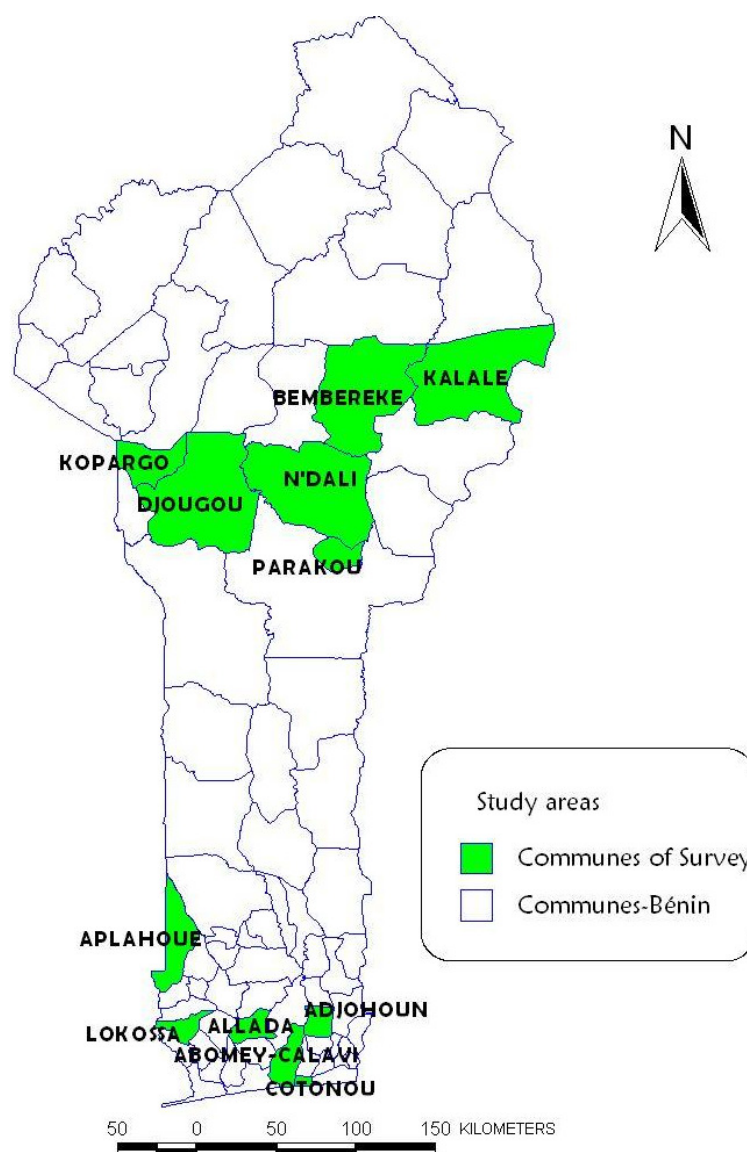 N
KALALE
BEMBEREKE
KOPARGO
N'DALI
DJOUGOU
PARAKOU
Study areas
Communes of Survey
Communes-Bénin
APLAHOUE
ADJOHOUN
LOKOSSA
ALLADA
ABOMEY-CALAVI
COTONOU
50 0 50 100 150 KILOMETERS